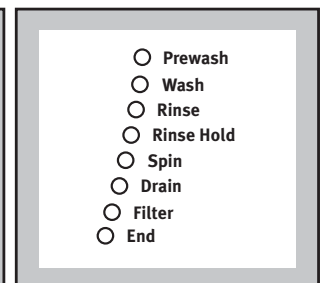 Prewash
Wash
Rinse
Rinse Hold
Spin
Drain
Filter
End